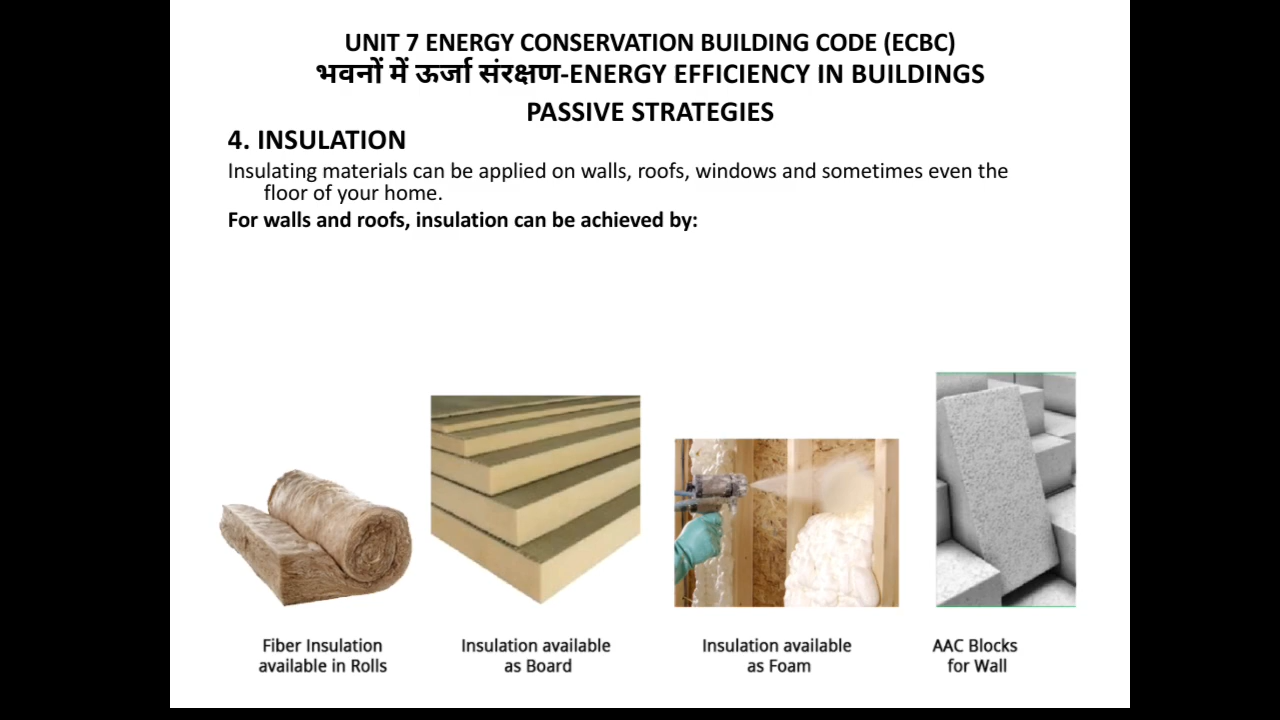 UNIT 7 ENERGY CONSERVATION BUILDING CODE (ECBC)
भवनों में ऊर्जा संरक्षण-ENERGY EFFICIENCY IN BUILDINGS
PASSIVE STRATEGIES
4. INSULATION
Insulating materials can be applied on walls, roofs, windows and sometimes even the
floor of your home.
For walls and roofs, insulation can be achieved by:
Fiber Insulation
available in Rolls
Insulation available
as Board
Insulation available
as Foam
AAC Blocks
for Wall